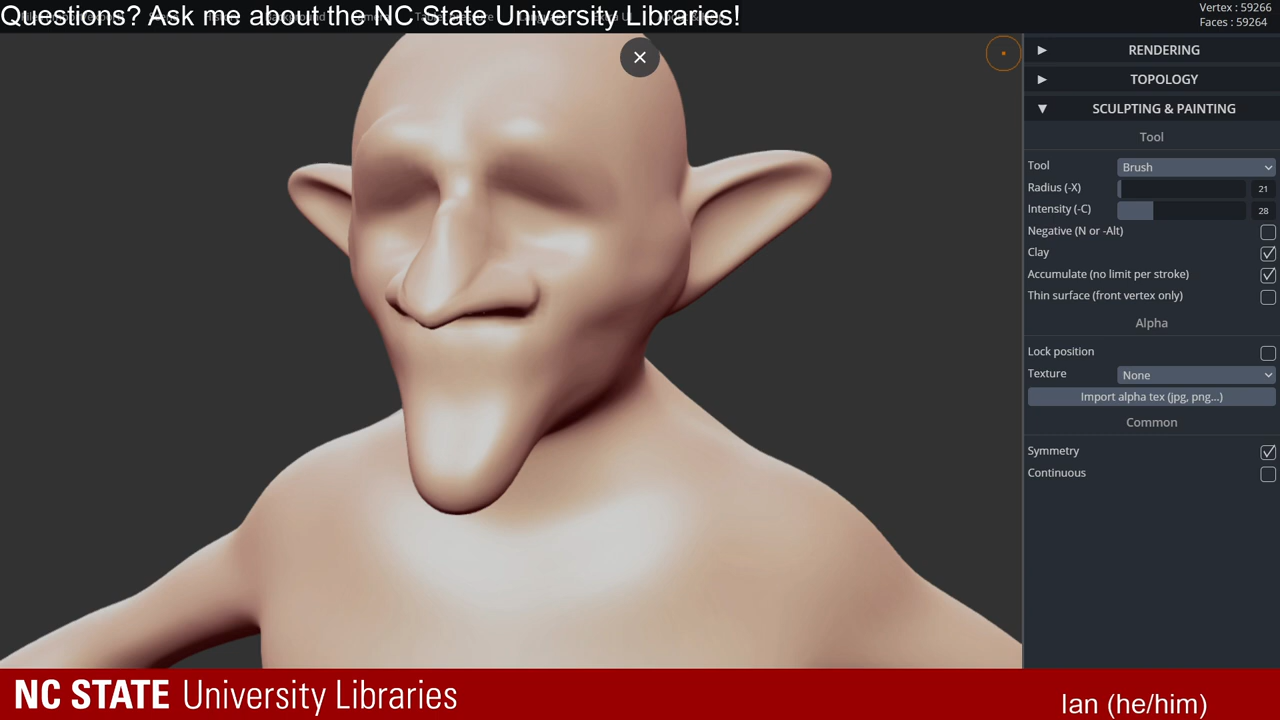 Questions? Ask me about the NC State University Libraries!
Vertex : 59266
Faces : 59264
RENDERING
TOPOLOGY
SCULPTING & PAINTING
Tool
Tool Brush
Radius (-X) 21
Intensity (-C) 28
Negative (N or -Alt)
Clay
Accumulate (no limit per stroke)
Thin surface (front vertex only)
Alpha
Lock position
Texture None
Import alpha tex (jpg, png...)
Common
Symmetry
Continuous
NC STATE University Libraries
Ian (he/him)